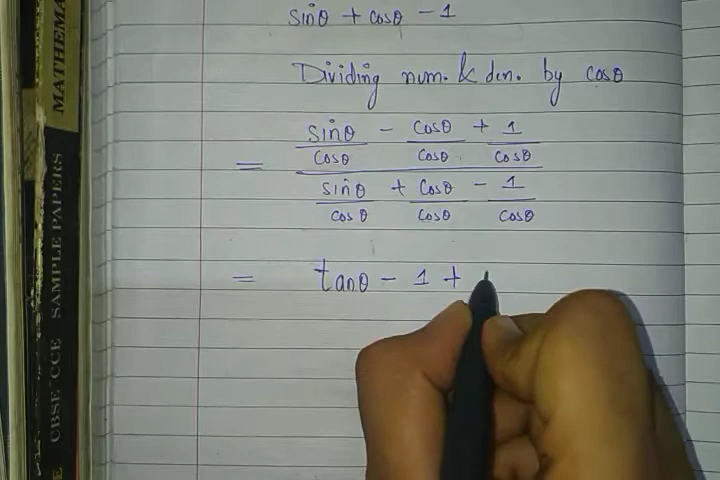 sinθ + cosθ - 1
Dividing num. & den. by cosθ
sinθ - cosθ + 1
= cosθ cosθ cosθ
sinθ + cosθ - 1
cosθ cosθ cosθ
= tanθ - 1 +
MATHEMA
CBSE CCE SAMPLE PAPERS